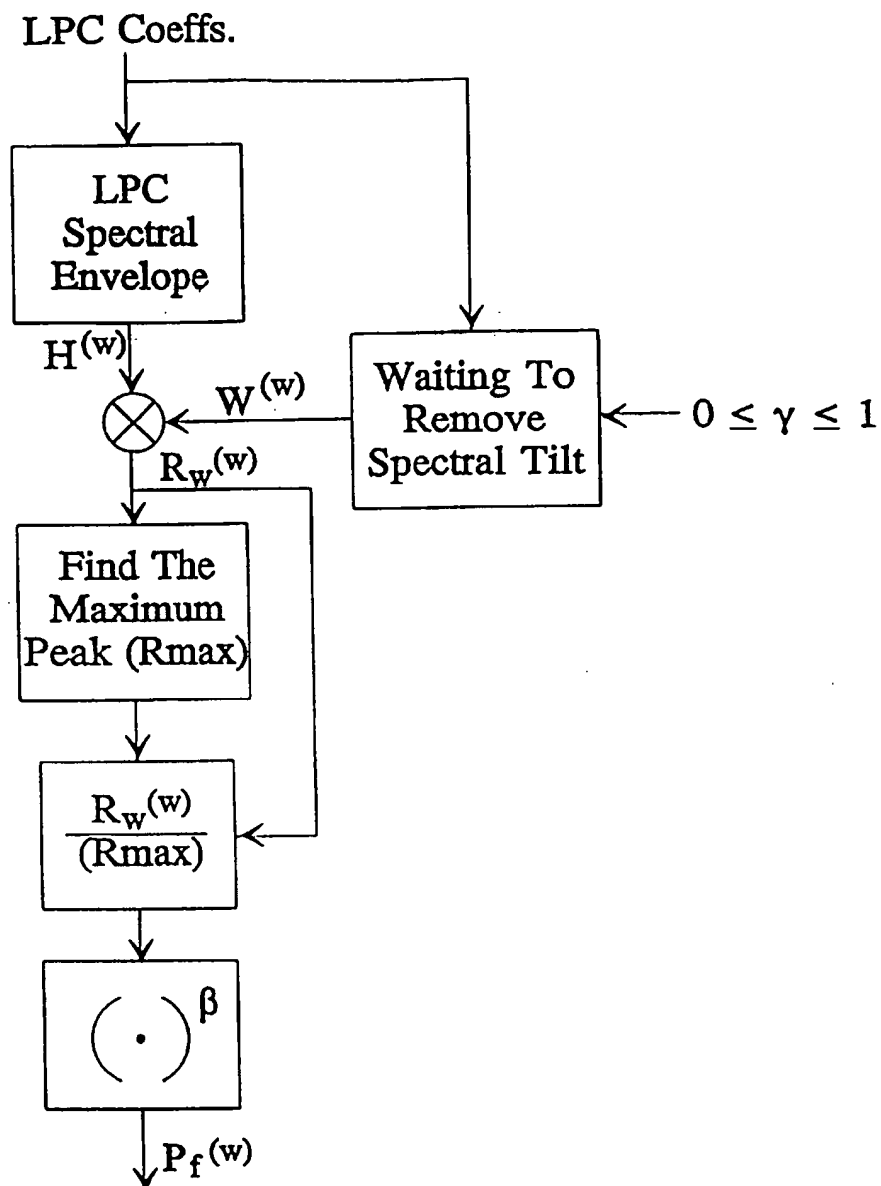 LPC Coeffs.
LPC
Spectral
Envelope
H(w)
W(w)
Waiting To
Remove
Spectral Tilt
0 ≤ γ ≤ 1
Rw(w)
Find The
Maximum
Peak (Rmax)
Rw(w)
(Rmax)
( · )β
Pf(w)